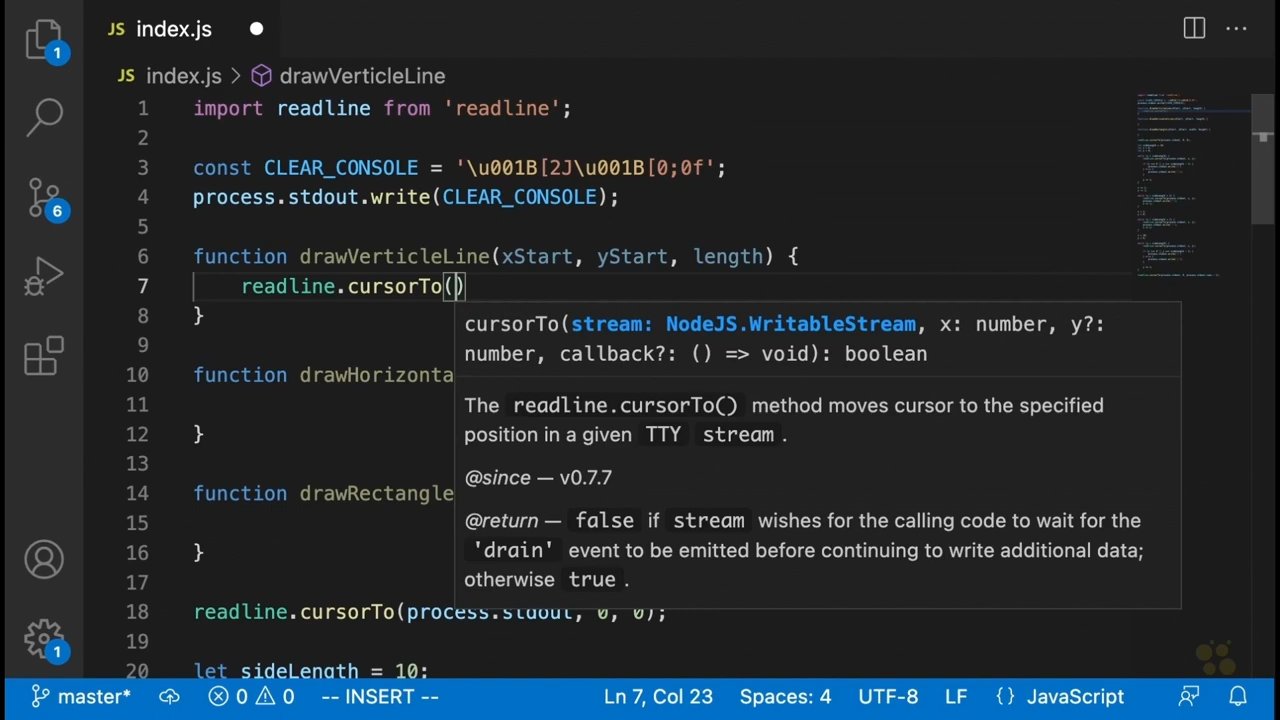 1
JS index.js
JS index.js > drawVerticleLine
1 import readline from 'readline';
2
3 const CLEAR_CONSOLE = '\u001B[2J\u001B[0;0f';
4 process.stdout.write(CLEAR_CONSOLE);
5
6 function drawVerticleLine(xStart, yStart, length) {
7 readline.cursorTo()
8 }
9
10 function drawHorizonta
11
12 }
13
14 function drawRectangle
15
16 }
17
18 readline.cursorTo(process.stdout, 0, 0);
19
20 let sideLength = 10;
cursorTo(stream: NodeJS.WritableStream, x: number, y?:
number, callback?: () => void): boolean
The readline.cursorTo() method moves cursor to the specified
position in a given TTY stream.
@since — v0.7.7
@return — false if stream wishes for the calling code to wait for the
'drain' event to be emitted before continuing to write additional data;
otherwise true.
6
1
master* 0 0 -- INSERT -- Ln 7, Col 23 Spaces: 4 UTF-8 LF {} JavaScript